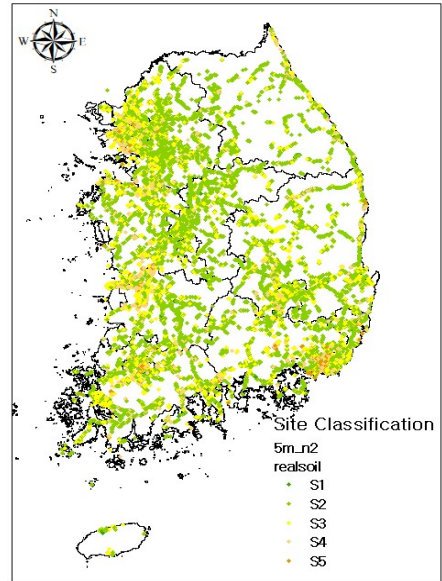 N
W E
S
Site Classification
5m_n2
realsoil
S1
S2
S3
S4
S5